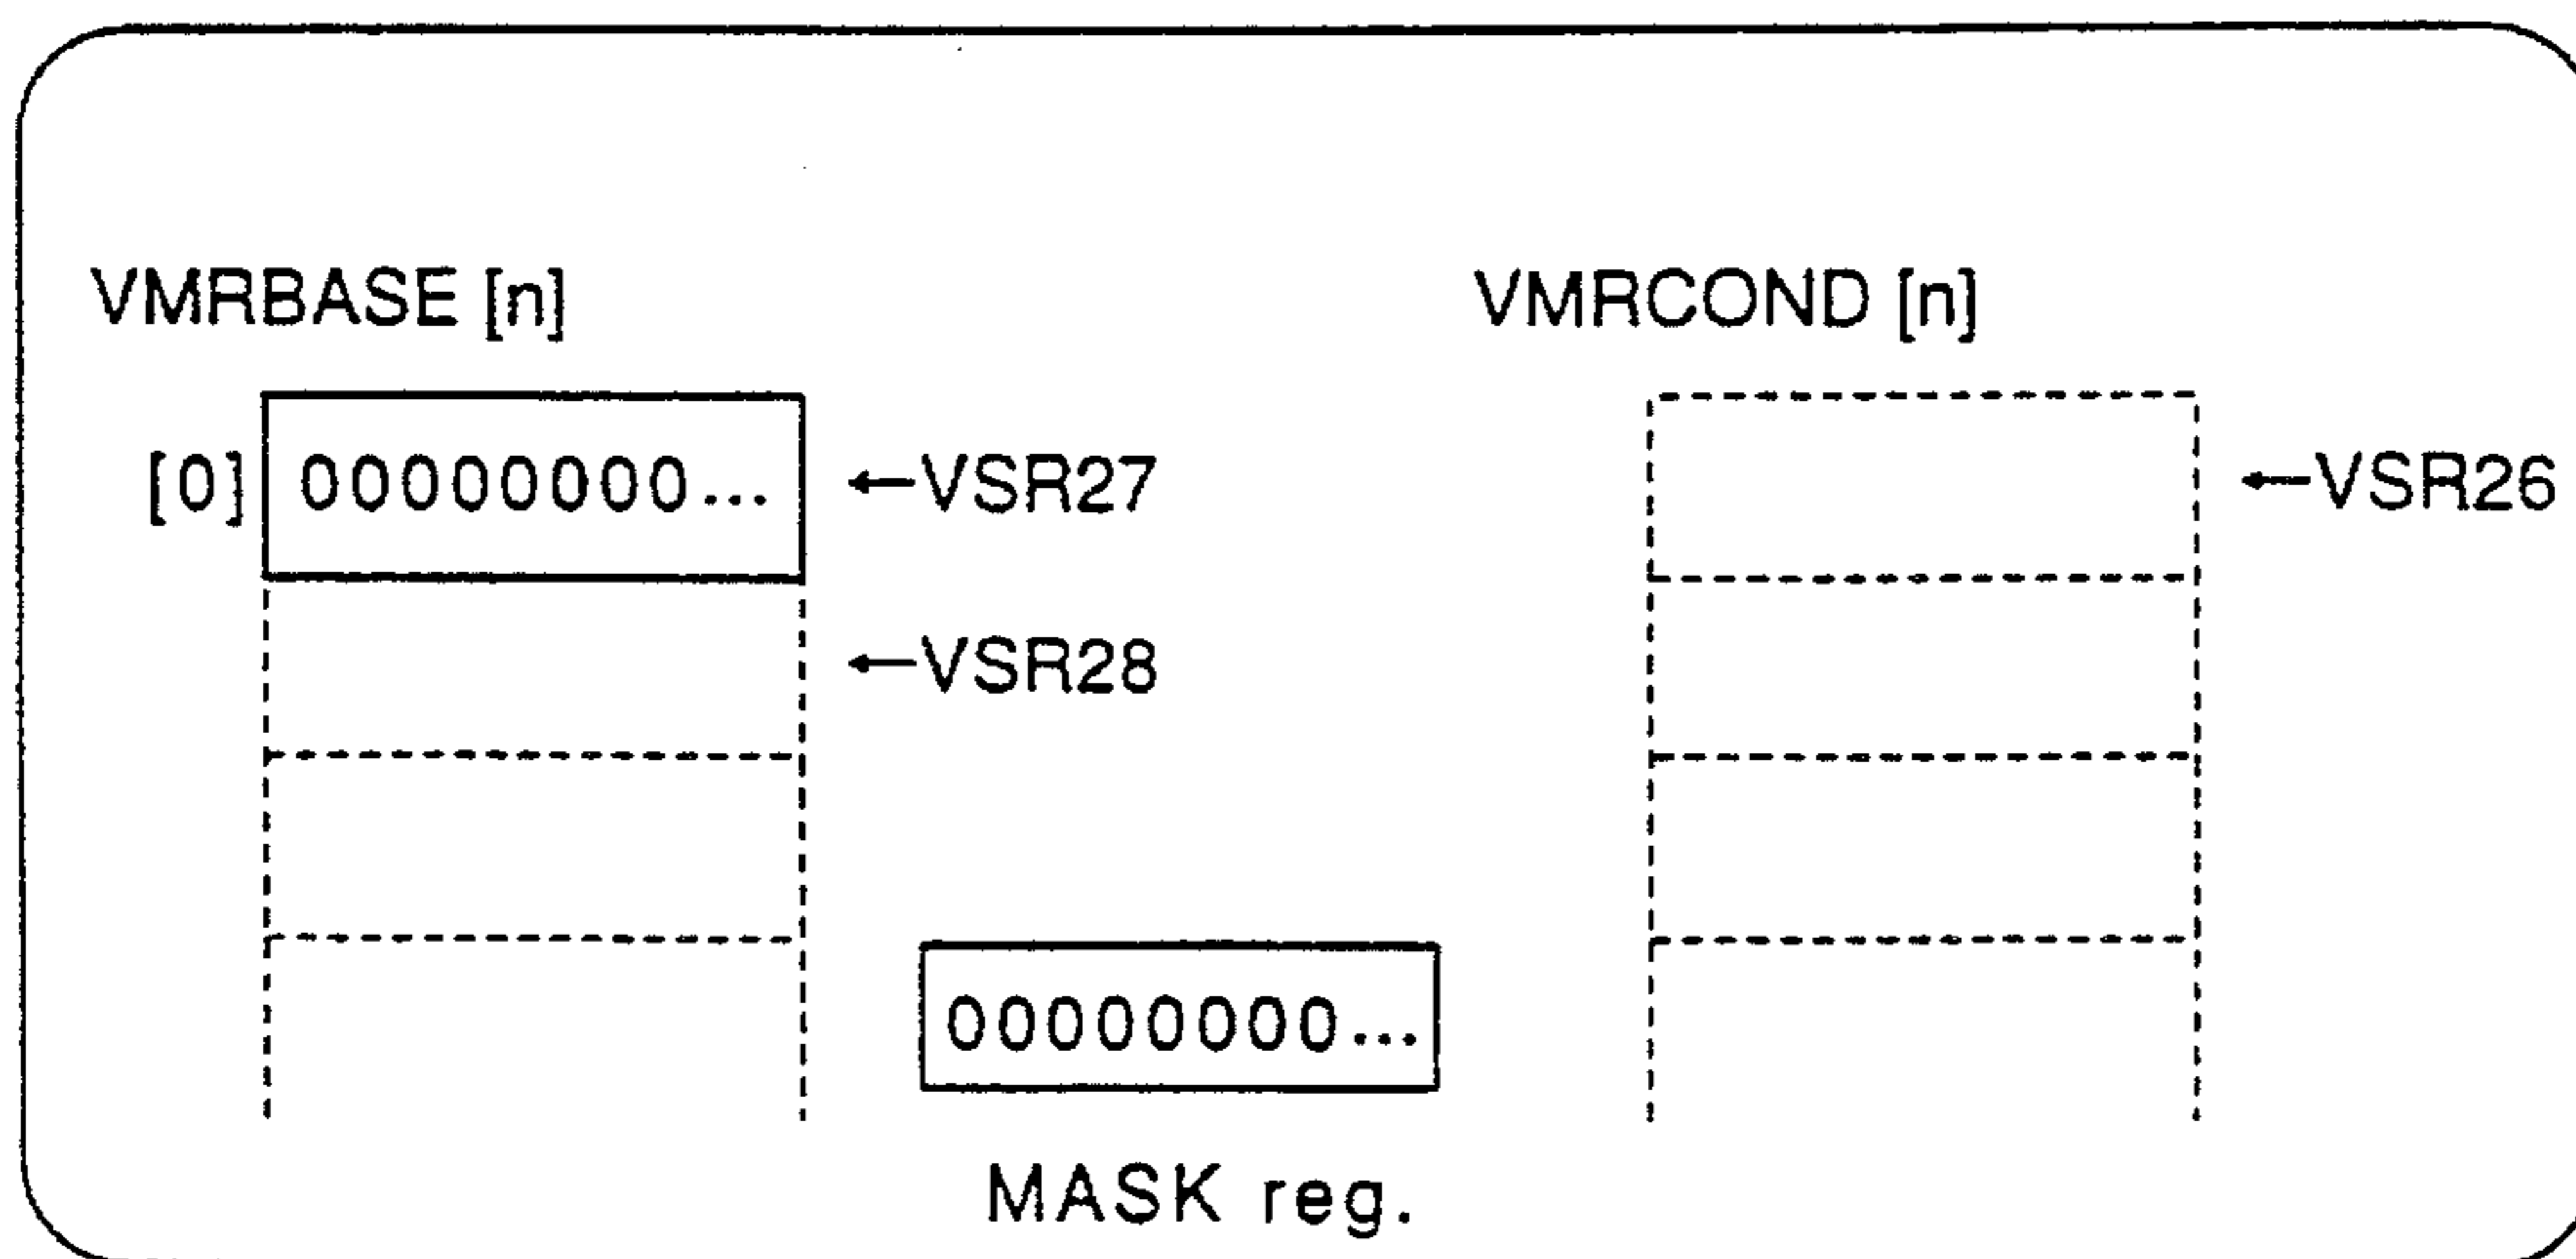 VMRBASE [n]
VMRCOND [n]
[0] 00000000... ←VSR27
←VSR26
←VSR28
00000000...
MASK reg.